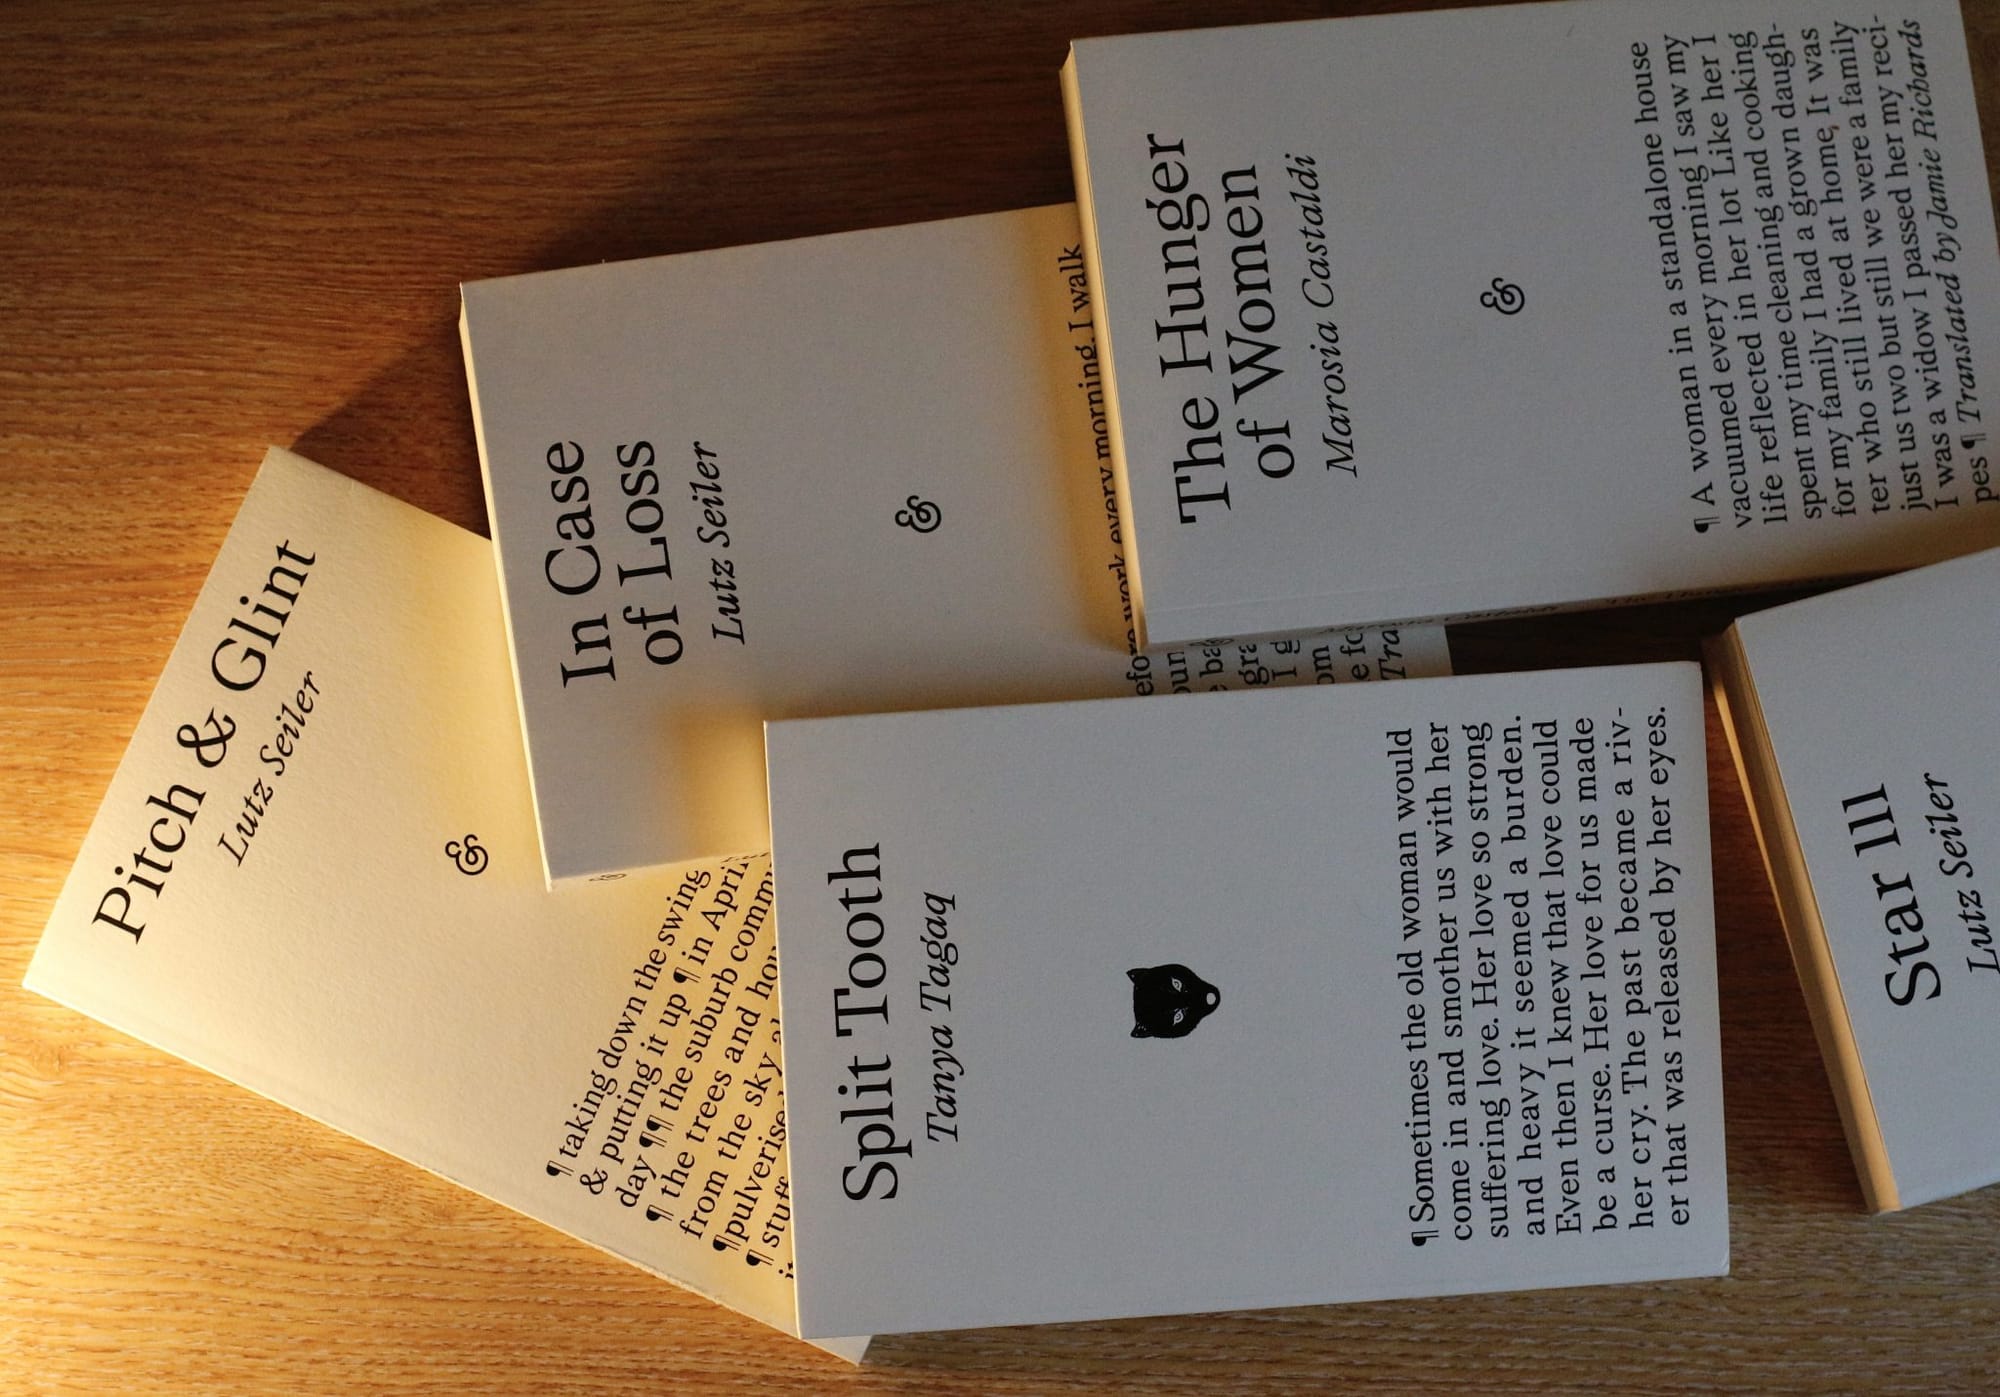 Pitch & Glint
Lutz Seiler
&
¶ taking down the swing
& putting it up ¶ in April
day ¶¶ the suburb comm
¶ the trees and
from the sky
¶ pulverise
¶ stuff
In Case
of Loss
Lutz Seiler
&
before work every morning, I walk
The Hunger
of Women
Marosia Castaldi
&
¶ A woman in a standalone house
vacuumed every morning I saw my
life reflected in her lot Like her I
spent my time cleaning and cooking
for my family I had a grown daugh-
ter who still lived at home, It was
just us two but still we were a family
I was a widow I passed her my reci-
pes ¶ Translated by Jamie Richards
Split Tooth
Tanya Tagaq
¶ Sometimes the old woman would
come in and smother us with her
suffering love. Her love so strong
and heavy it seemed a burden.
Even then I knew that love could
be a curse. Her love for us made
her cry. The past became a riv-
er that was released by her eyes.
Star 111
Lutz Seiler